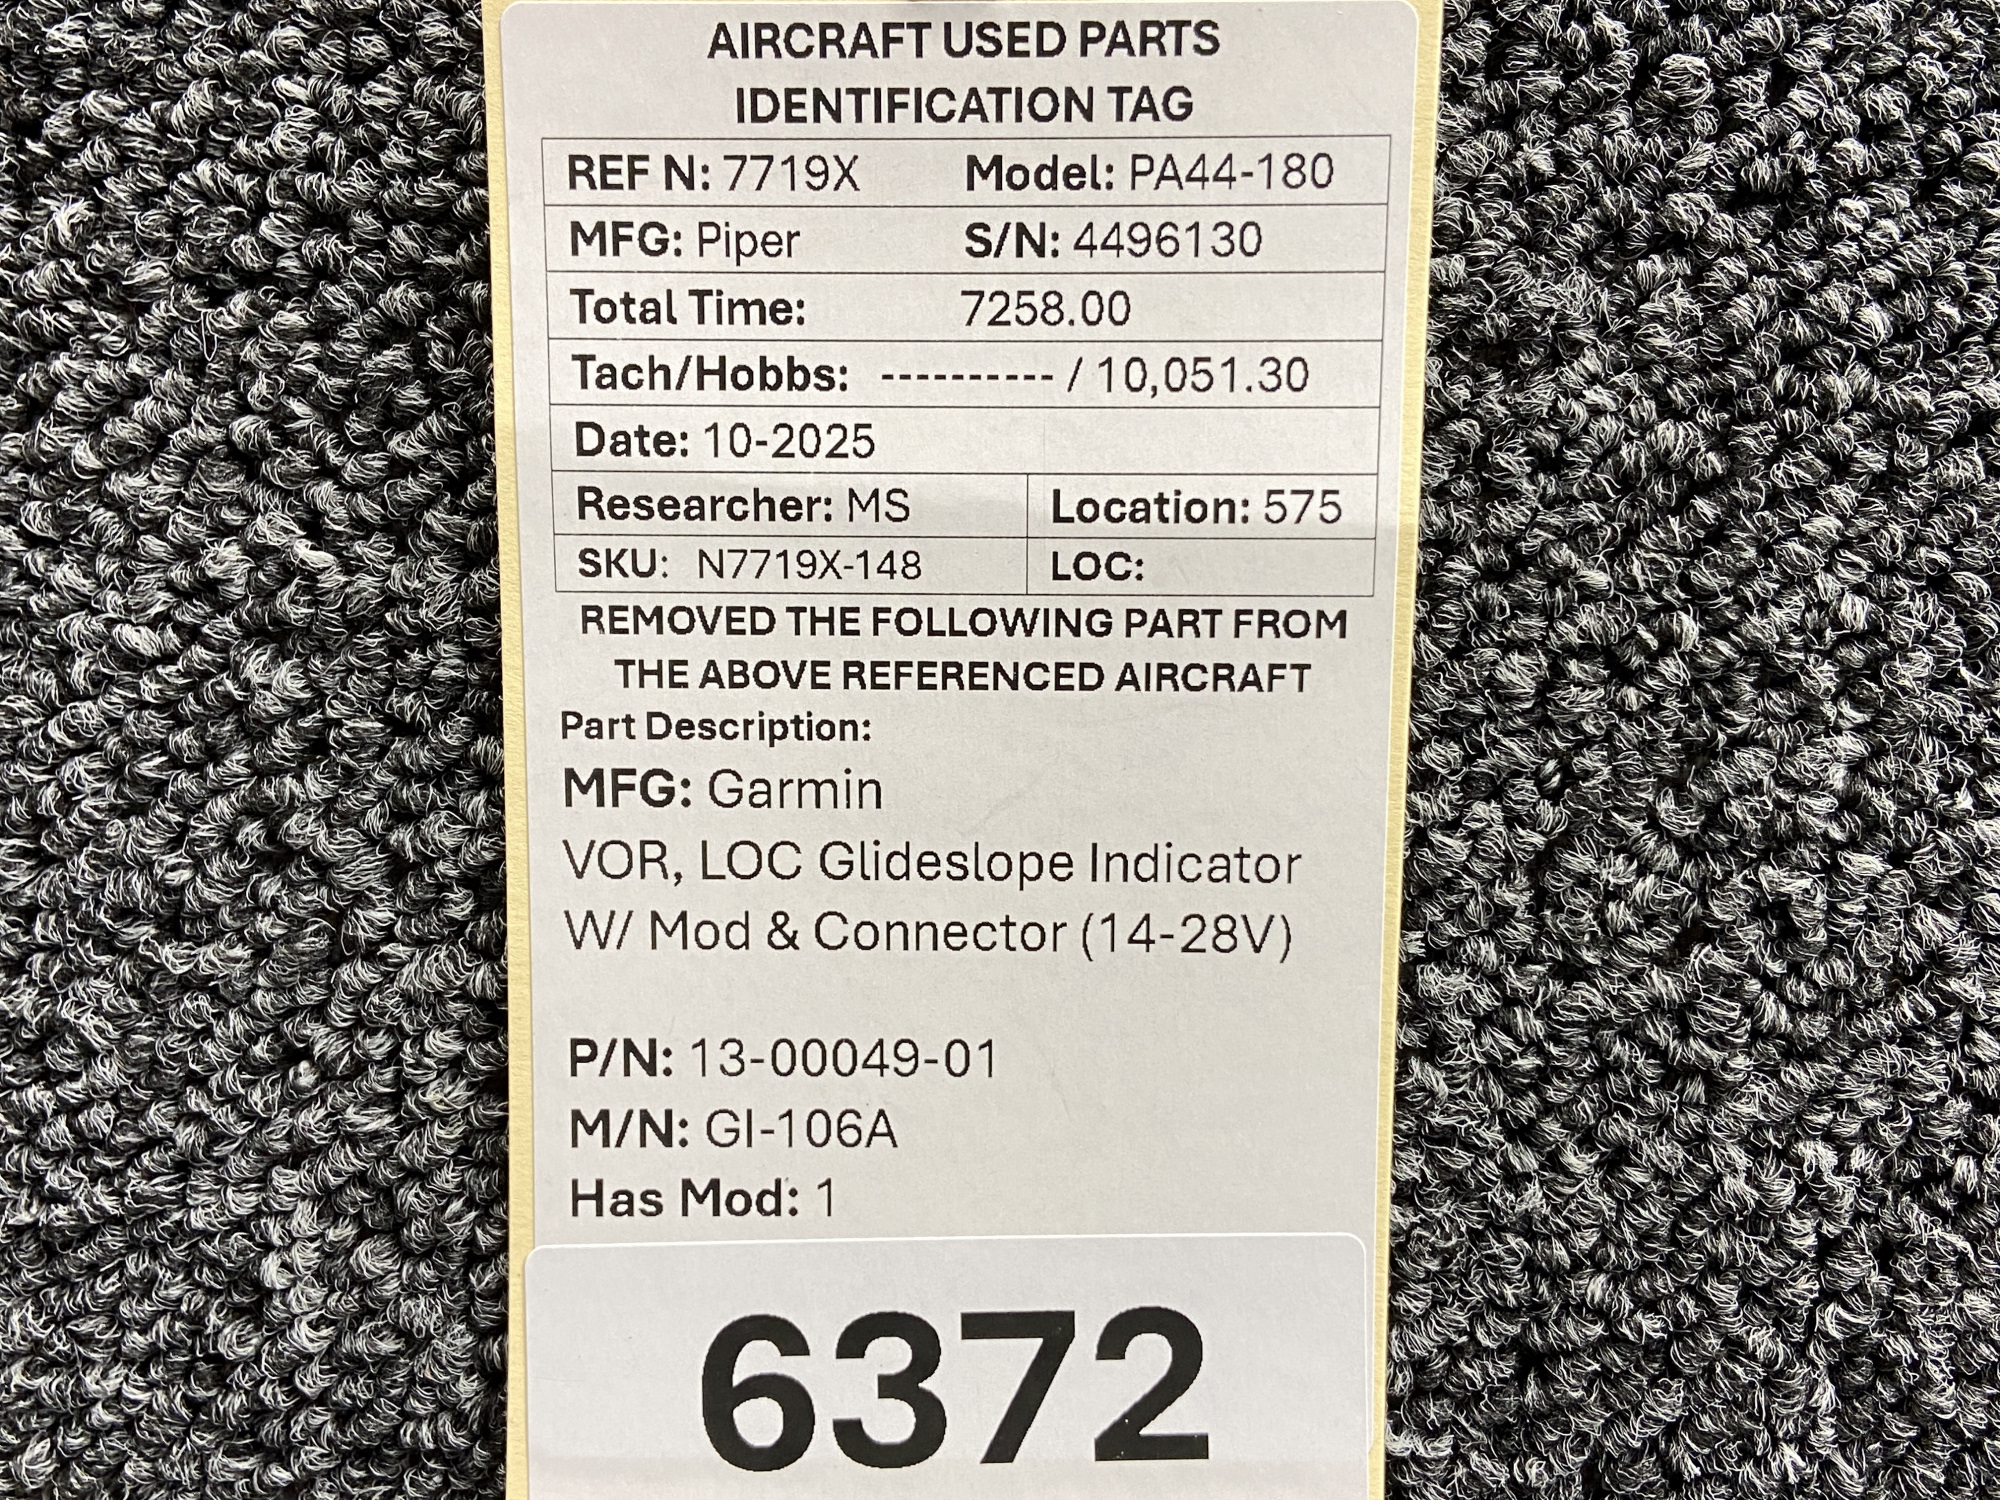 AIRCRAFT USED PARTS
IDENTIFICATION TAG
REF N: 7719X Model: PA44-180
MFG: Piper S/N: 4496130
Total Time: 7258.00
Tach/Hobbs: ---------- / 10,051.30
Date: 10-2025
Researcher: MS Location: 575
SKU: N7719X-148 LOC:
REMOVED THE FOLLOWING PART FROM
THE ABOVE REFERENCED AIRCRAFT
Part Description:
MFG: Garmin
VOR, LOC Glideslope Indicator
W/ Mod & Connector (14-28V)
P/N: 13-00049-01
M/N: GI-106A
Has Mod: 1
6372